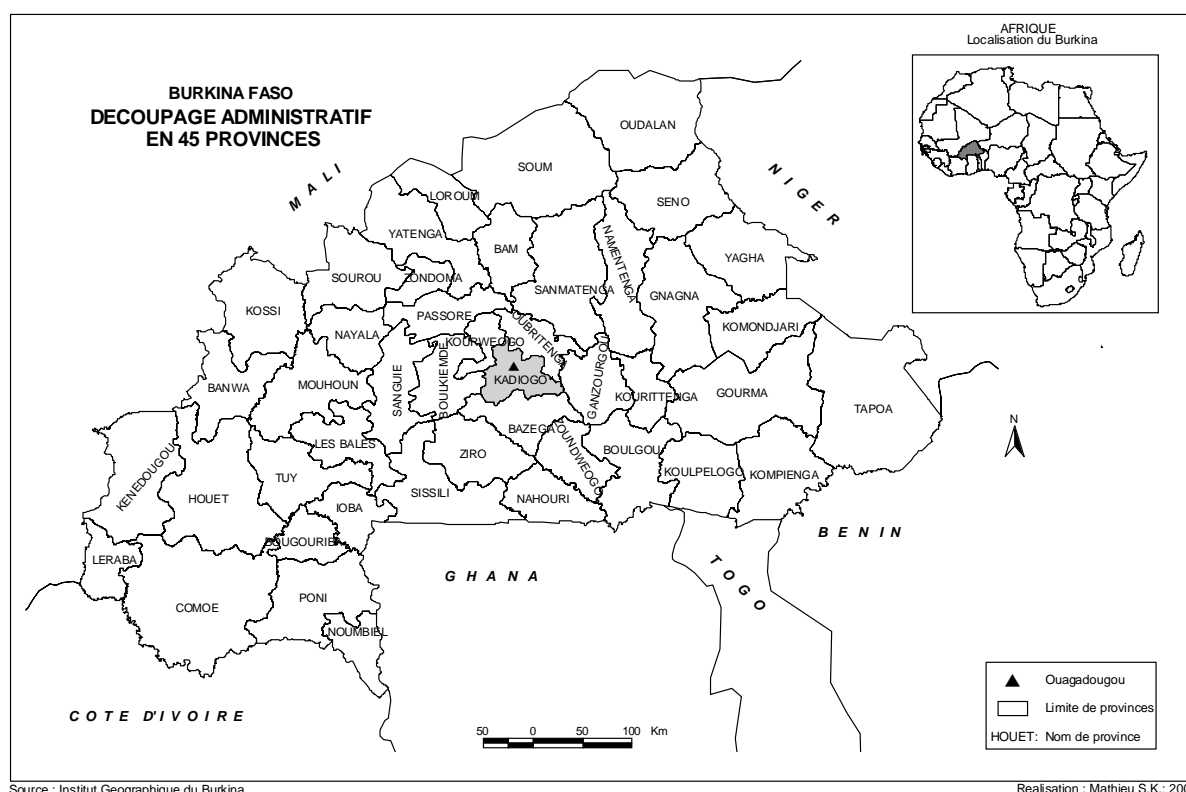 BURKINA FASO
DECOUPAGE ADMINISTRATIF
EN 45 PROVINCES
AFRIQUE
Localisation du Burkina
MALI
NIGER
OUDALAN
SOUM
LOROUM
SENO
YATENGA
BAM
NAMENTENGA
YAGHA
SOUROU
ZONDOMA
SANMATENGA
GNAGNA
KOSSI
PASSORE
KOMONDJARI
NAYALA
KOURWEOGO
OUBRITENGA
BANWA
MOUHOUN
SANGUIE
BOULKIEMDE
KADIOGO
GANZOURGOU
KOURITTENGA
GOURMA
TAPOA
BAZEGA
LES BALES
ZIRO
ZOUNDWEOGO
BOULGOU
KOULPELOGO
KOMPIENGA
KENEDOUGOU
HOUET
TUY
SISSILI
NAHOURI
IOBA
BOUGOURIBA
LERABA
COMOE
PONI
NOUMBIEL
N
BENIN
GHANA
TOGO
COTE D'IVOIRE
50 0 50 100 Km
Ouagadougou
Limite de provinces
HOUET: Nom de province
Source : Institut Geographique du Burkina
Realisation : Mathieu S.K.; 200